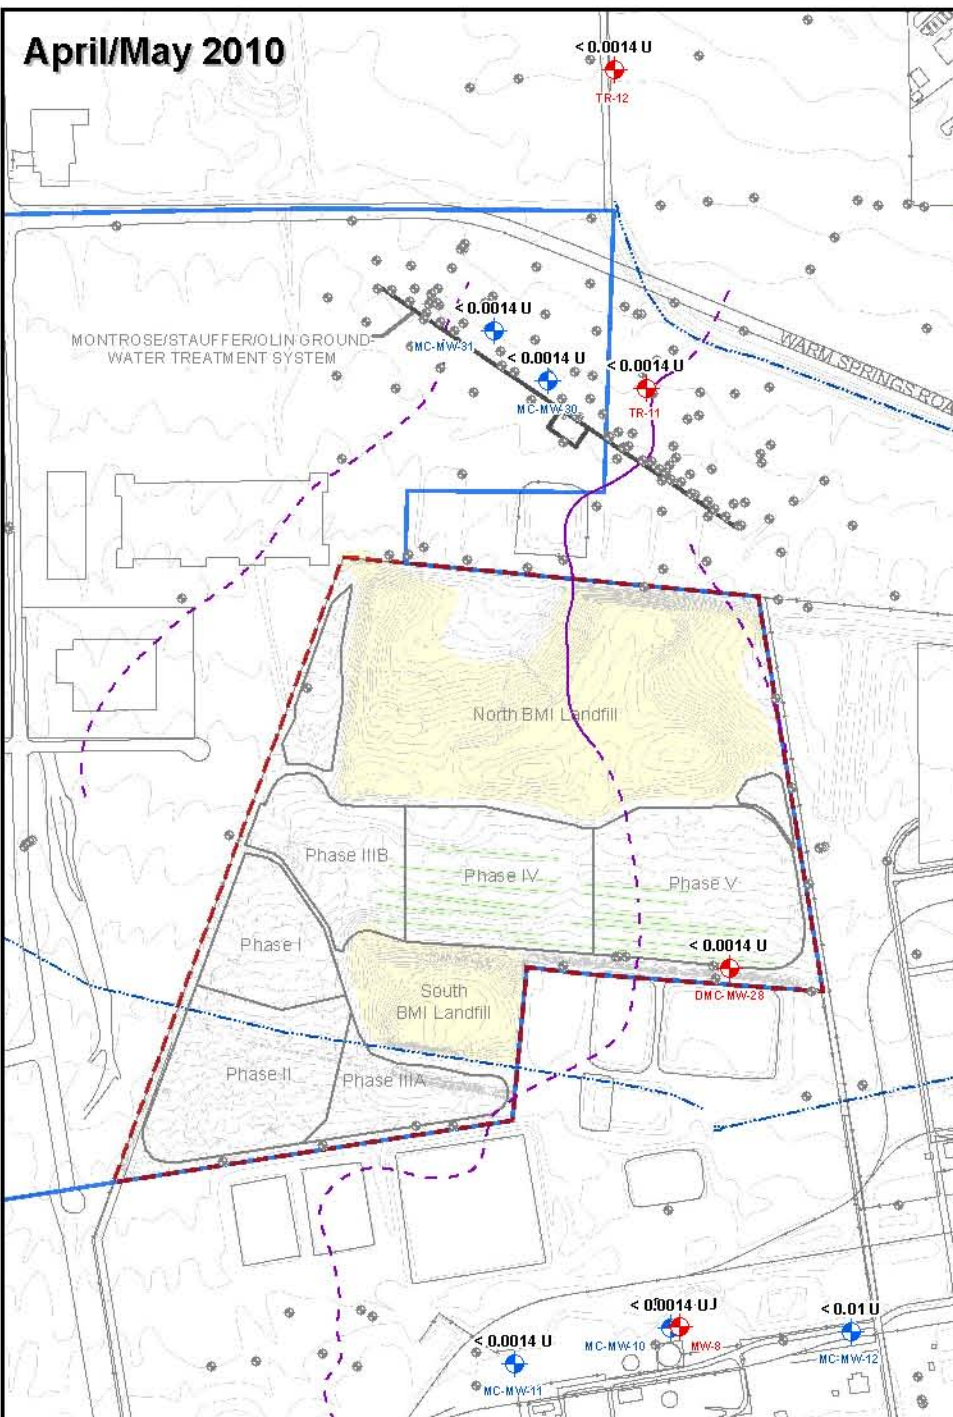 April/May 2010
< 0.0014 U
TR-12
< 0.0014 U
MONTROSE/STAUFFER/OLIN GROUND-
WATER TREATMENT SYSTEM
MC-MW-31
< 0.0014 U
MC-MW-30
< 0.0014 U
TR-11
WARM SPRINGS ROA
North BMI Landfill
Phase IIIB
Phase IV
Phase V
Phase I
< 0.0014 U
DMC-MW-28
South
BMI Landfill
Phase II
Phase IIIA
< 0.0014 UJ
MC-MW-10
MW-8
< 0.01 U
MC-MW-12
< 0.0014 U
MC-MW-11